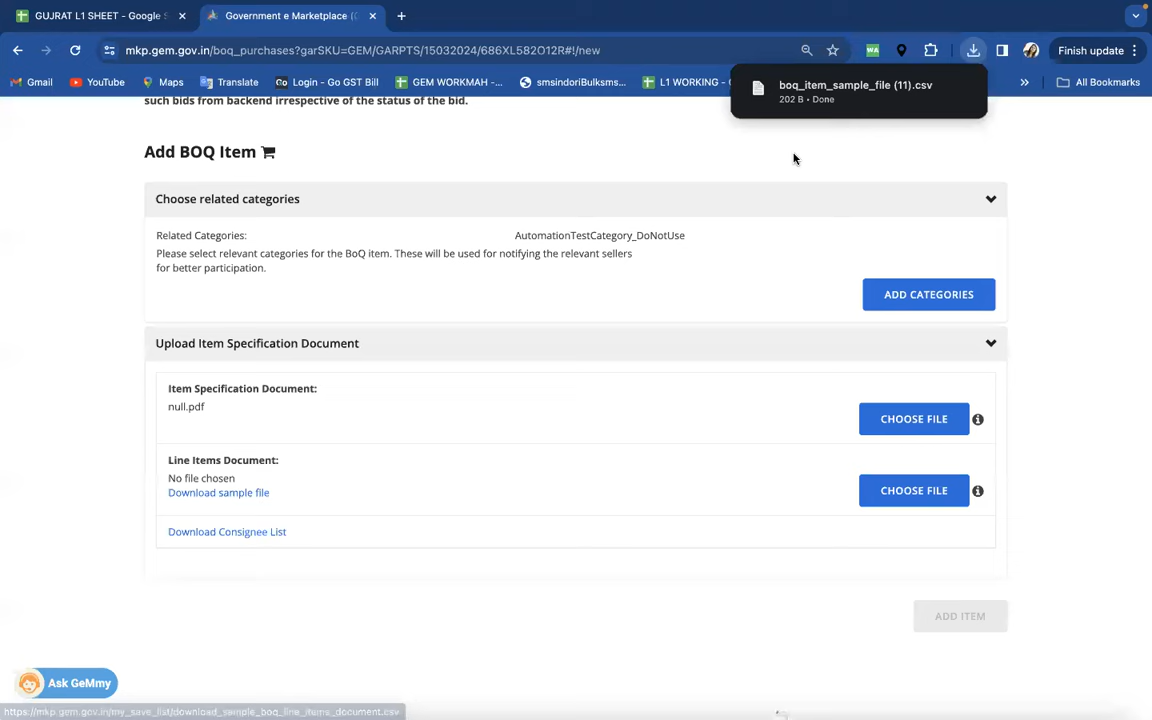 GUJRAT L1 SHEET - Google S
Government e Marketplace (G
mkp.gem.gov.in/boq_purchases?garSKU=GEM/GARPTS/15032024/686XL582O12R#!/new
WA
Finish update
Gmail
YouTube
Maps
Translate
Co Login - Go GST Bill
GEM WORKMAH -...
smsindoriBulksms...
L1 WORKING - 
All Bookmarks
boq_item_sample_file (11).csv
202 B • Done
such bids from backend irrespective of the status of the bid.
Add BOQ Item
Choose related categories
Related Categories: AutomationTestCategory_DoNotUse
Please select relevant categories for the BoQ item. These will be used for notifying the relevant sellers
for better participation.
ADD CATEGORIES
Upload Item Specification Document
Item Specification Document:
null.pdf
CHOOSE FILE
Line Items Document:
No file chosen
Download sample file
CHOOSE FILE
Download Consignee List
ADD ITEM
Ask GeMmy
https://mkp.gem.gov.in/my_save_list/download_sample_boq_line_items_document.csv